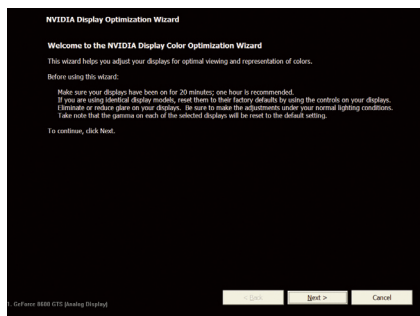 NVIDIA Display Optimization Wizard
Welcome to the NVIDIA Display Color Optimization Wizard
This wizard helps you adjust your displays for optimal viewing and representation of colors.
Before using this wizard:
Make sure your displays have been on for 20 minutes; one hour is recommended.
If you are using identical display models, reset them to their factory defaults by using the controls on your displays.
Eliminate or reduce glare on your displays. Be sure to make the adjustments under your normal lighting conditions.
Take note that the gamma on each of the selected displays will be reset to the default setting.
To continue, click Next.
< Back
Next >
Cancel
1. GeForce 8600 GTS (Analog Display)